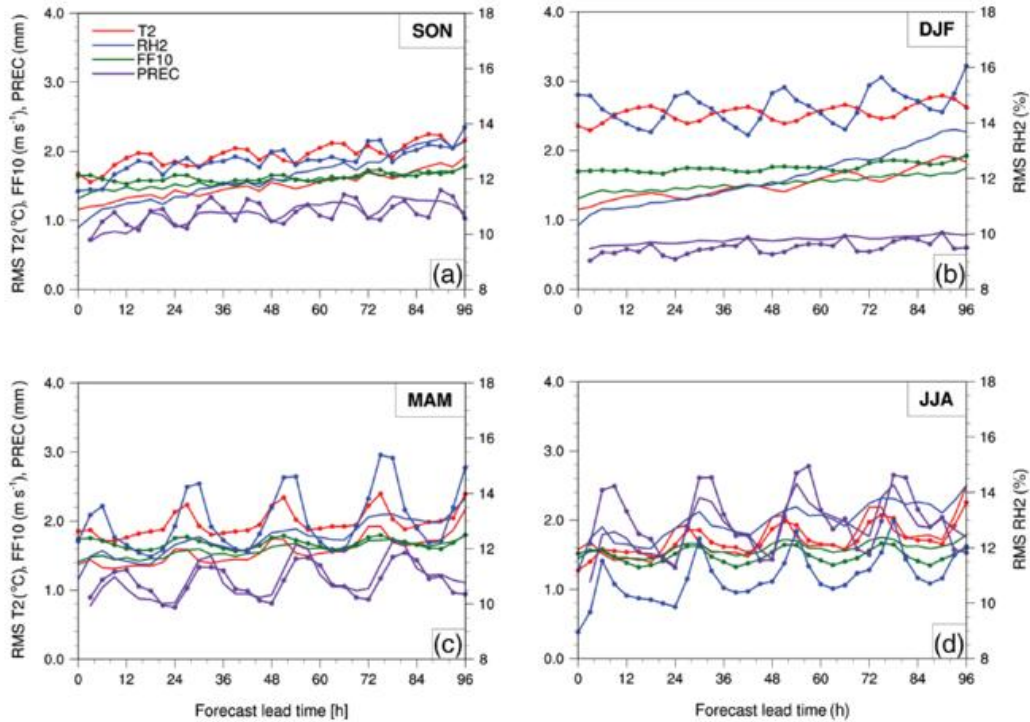 SON
T2
RH2
FF10
PREC
RMS T2(°C), FF10 (m s⁻¹), PREC (mm)
4.0
3.0
2.0
1.0
0.0
0 12 24 36 48 60 72 84 96
18
16
14
12
10
8
(a)
DJF
4.0
3.0
2.0
1.0
0.0
0 12 24 36 48 60 72 84 96
18
16
14
12
10
8
RMS RH2 (%)
(b)
MAM
RMS T2(°C), FF10 (m s⁻¹), PREC (mm)
4.0
3.0
2.0
1.0
0.0
0 12 24 36 48 60 72 84 96
18
16
14
12
10
8
(c)
Forecast lead time [h]
JJA
4.0
3.0
2.0
1.0
0.0
0 12 24 36 48 60 72 84 96
18
16
14
12
10
8
RMS RH2 (%)
(d)
Forecast lead time (h)